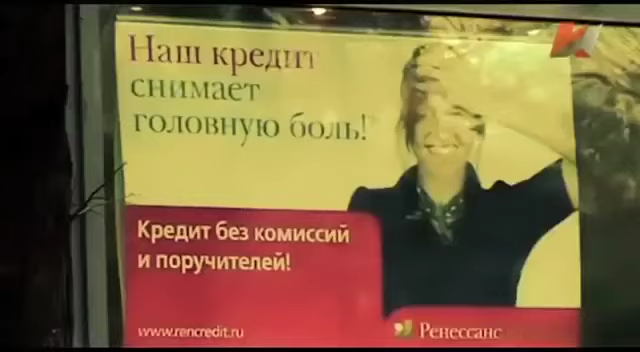 Наш кредит
снимает
головную боль!
Кредит без комиссий
и поручителей!
www.rencredit.ru
Ренессанс